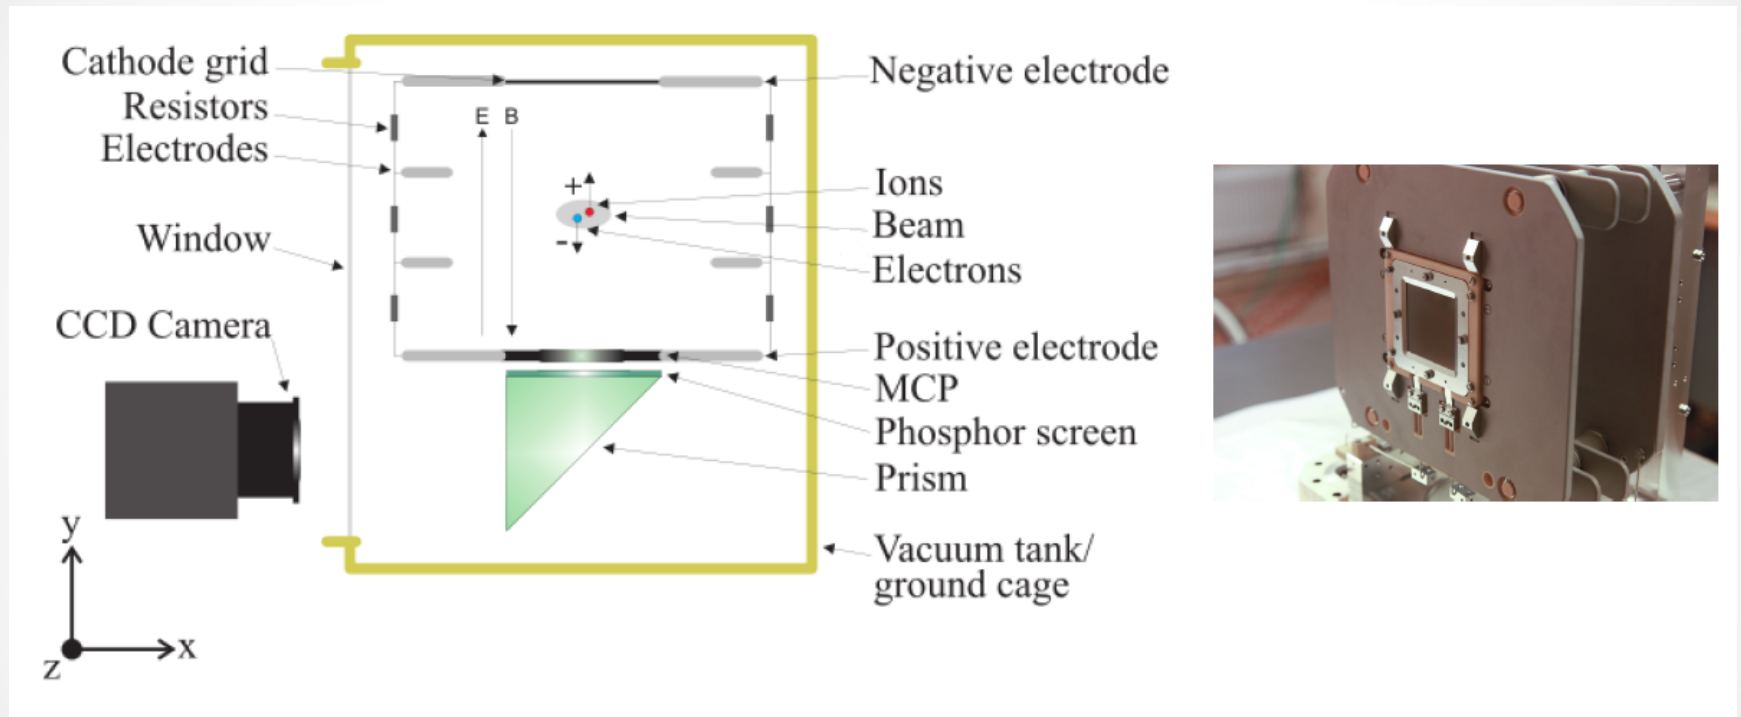 Cathode grid
Resistors
Electrodes
Window
CCD Camera
y
x
z
E B
+
-
Negative electrode
Ions
Beam
Electrons
Positive electrode
MCP
Phosphor screen
Prism
Vacuum tank/
ground cage